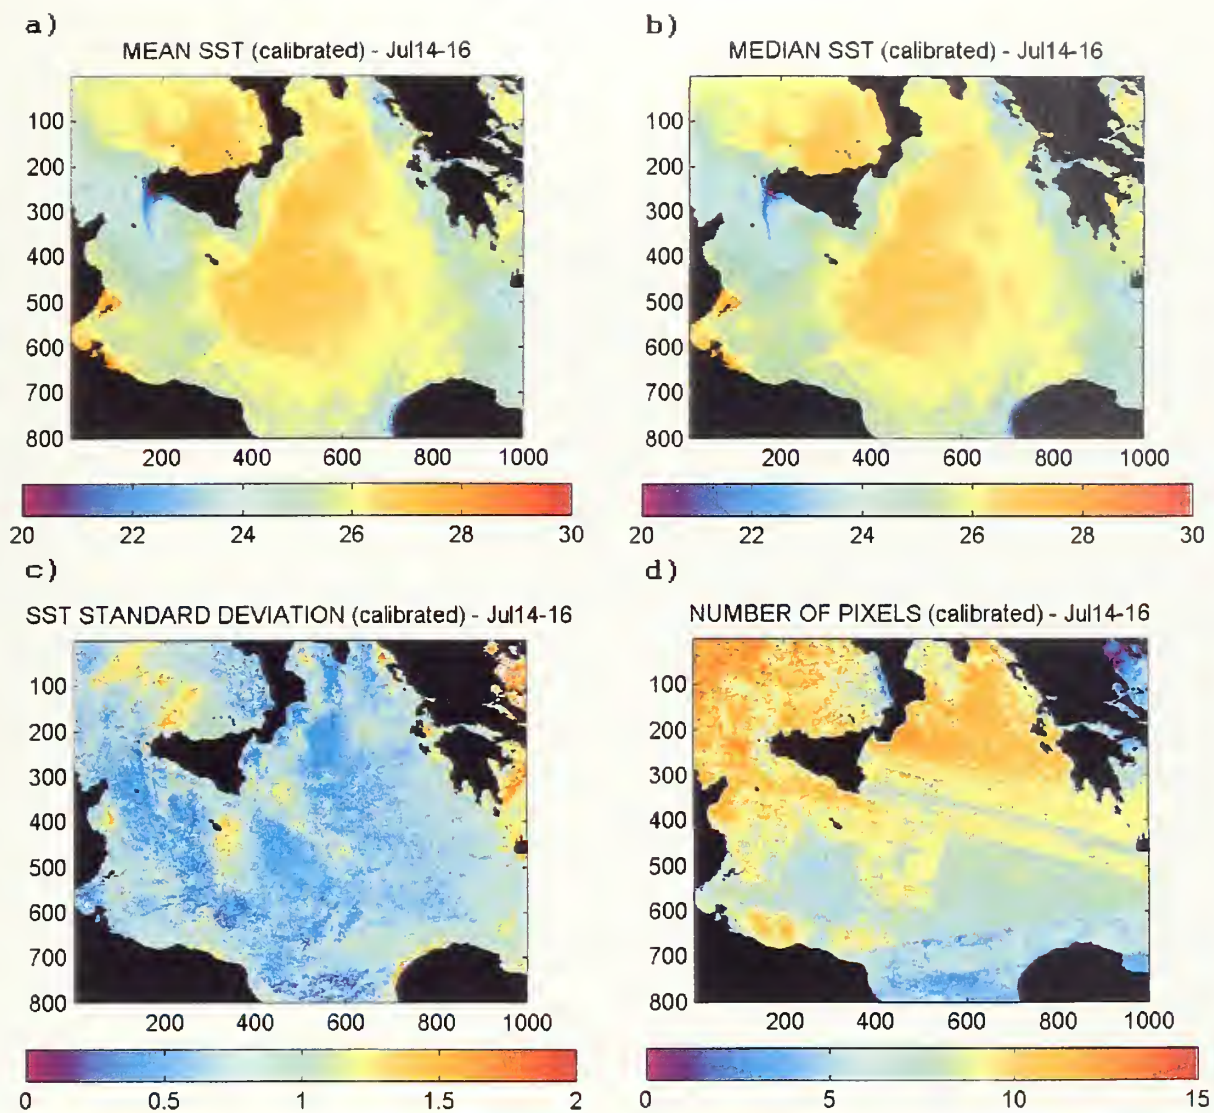 a)
MEAN SST (calibrated) - Jul14-16
100
200
300
400
500
600
700
800
200 400 600 800 1000
20 22 24 26 28 30
b)
MEDIAN SST (calibrated) - Jul14-16
100
200
300
400
500
600
700
800
200 400 600 800 1000
20 22 24 26 28 30
c)
SST STANDARD DEVIATION (calibrated) - Jul14-16
100
200
300
400
500
600
700
800
200 400 600 800 1000
0 0.5 1 1.5 2
d)
NUMBER OF PIXELS (calibrated) - Jul14-16
100
200
300
400
500
600
700
800
200 400 600 800 1000
0 5 10 15